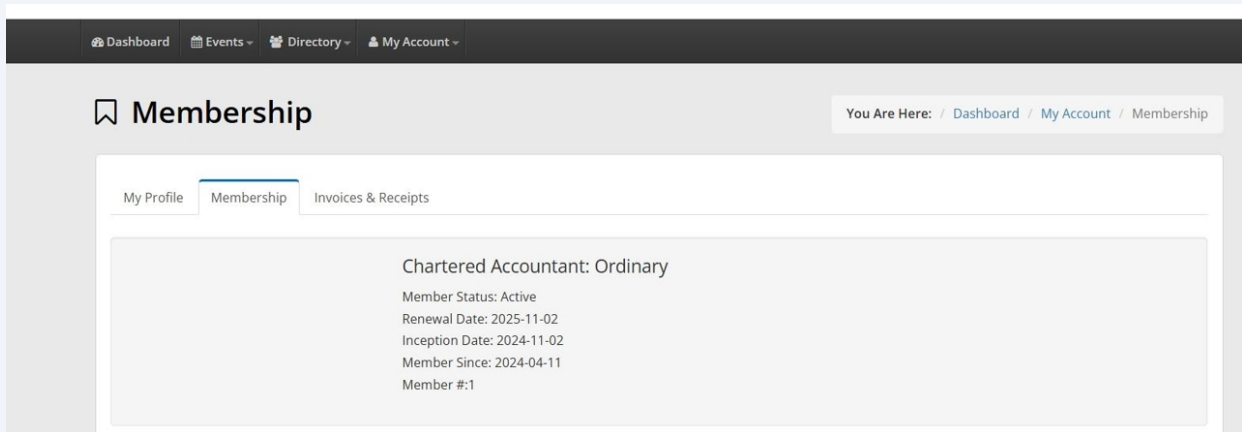 Dashboard Events Directory My Account
Membership
You Are Here: / Dashboard / My Account / Membership
My Profile Membership Invoices & Receipts
Chartered Accountant: Ordinary
Member Status: Active
Renewal Date: 2025-11-02
Inception Date: 2024-11-02
Member Since: 2024-04-11
Member #:1